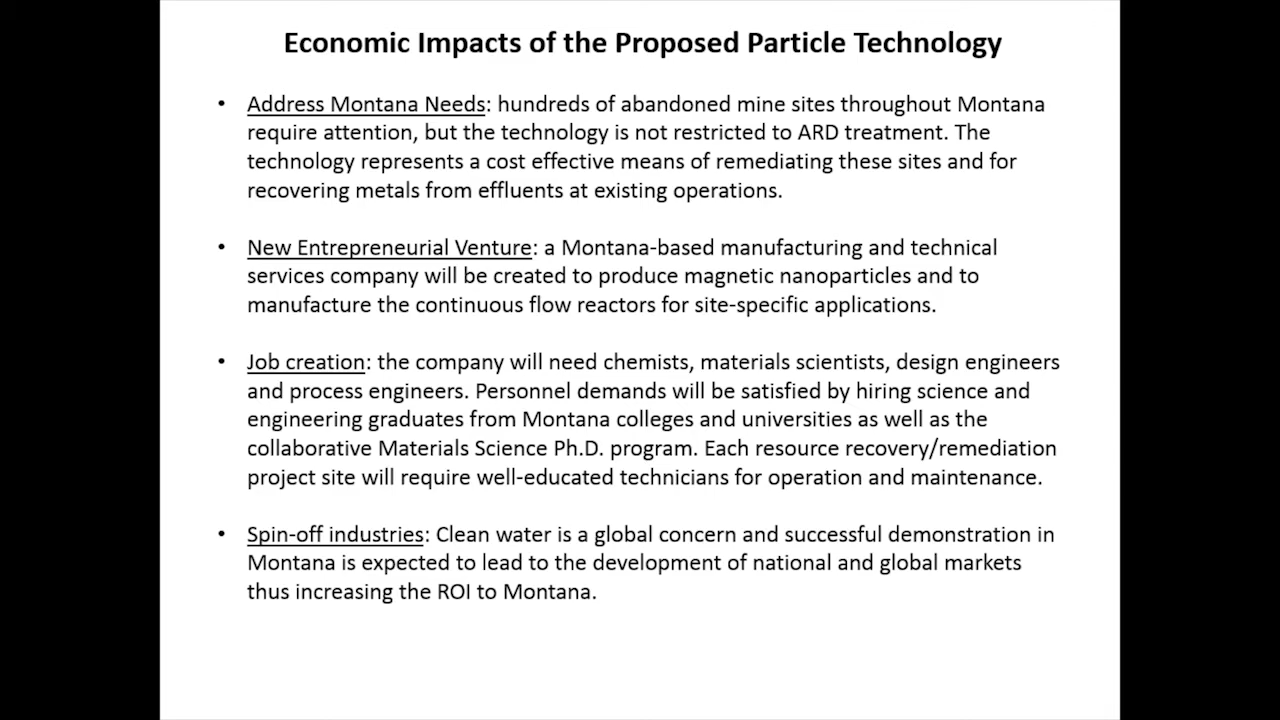 Economic Impacts of the Proposed Particle Technology
• Address Montana Needs: hundreds of abandoned mine sites throughout Montana
require attention, but the technology is not restricted to ARD treatment. The
technology represents a cost effective means of remediating these sites and for
recovering metals from effluents at existing operations.
• New Entrepreneurial Venture: a Montana-based manufacturing and technical
services company will be created to produce magnetic nanoparticles and to
manufacture the continuous flow reactors for site-specific applications.
• Job creation: the company will need chemists, materials scientists, design engineers
and process engineers. Personnel demands will be satisfied by hiring science and
engineering graduates from Montana colleges and universities as well as the
collaborative Materials Science Ph.D. program. Each resource recovery/remediation
project site will require well-educated technicians for operation and maintenance.
• Spin-off industries: Clean water is a global concern and successful demonstration in
Montana is expected to lead to the development of national and global markets
thus increasing the ROI to Montana.